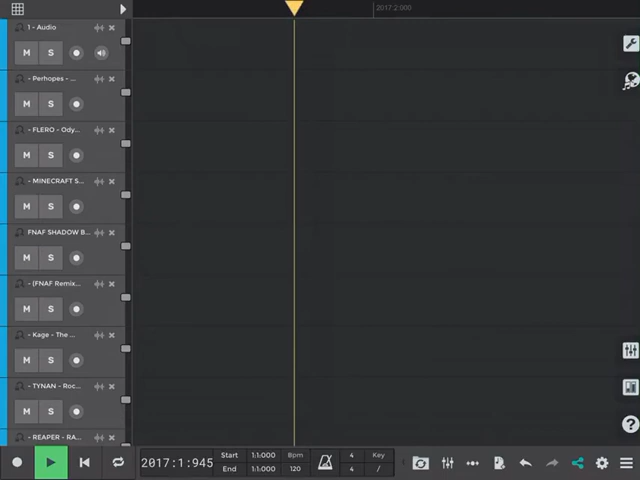 2017:2:000
1 - Audio
M S
- Perhopes - ...
M S
- FLERO - Ody...
M S
- MINECRAFT S...
M S
FNAF SHADOW B...
M S
- (FNAF Remix...
M S
- Kage - The ...
M S
- TYNAN - Roc...
M S
- REAPER - RA...
2017:1:945
Start 1:1:000 Bpm 4 Key
End 1:1:000 120 4 /
?